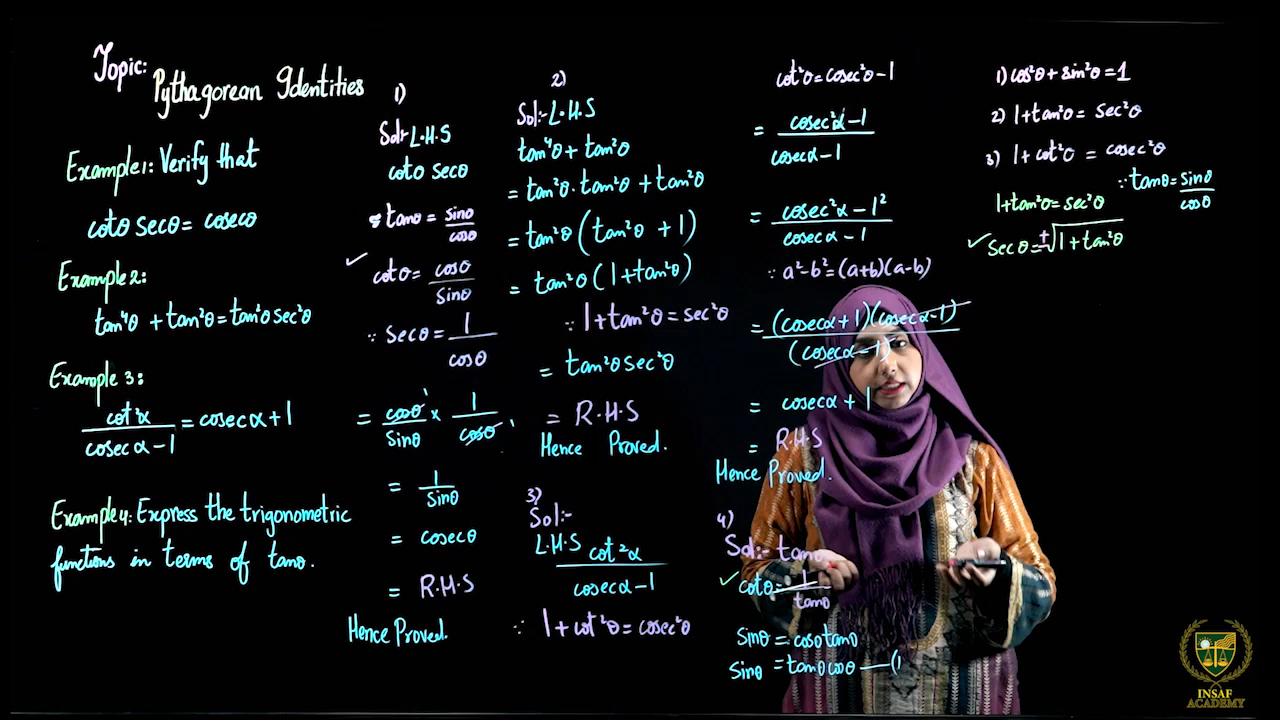 Topic:
Pythagorean Identities
Example 1: Verify that
cotθ secθ = cosecθ
Example 2:
tan⁴θ + tan²θ = tan²θ sec²θ
Example 3:
cot²α / cosecα − 1 = cosecα + 1
Example 4: Express the trigonometric
functions in terms of tanθ.
1)
Sol:- L.H.S
cotθ secθ
tanθ = sinθ / cosθ
✓ cotθ = cosθ / sinθ
∵ secθ = 1 / cosθ
= cosθ / sinθ × 1 / cosθ
= 1 / sinθ
= cosecθ
= R.H.S
Hence Proved.
2)
Sol:- L.H.S
tan⁴θ + tan²θ
= tan²θ . tan²θ + tan²θ
= tan²θ (tan²θ + 1)
= tan²θ (1 + tan²θ)
∵ 1 + tan²θ = sec²θ
= tan²θ sec²θ
= R.H.S
Hence Proved.
3)
Sol:-
L.H.S cot²α / cosecα − 1
∵ 1 + cot²θ = cosec²θ
cot²θ = cosec²θ − 1
= cosec²α − 1 / cosecα − 1
= cosec²α − 1² / cosecα − 1
∵ a² − b² = (a+b)(a−b)
= (cosecα + 1)(cosecα − 1) / (cosecα − 1)
= cosecα + 1
= R.H.S
Hence Proved.
4)
Sol:- tanθ
✓ cotθ = 1 / tanθ
sinθ = cosθ tanθ
sinθ = tanθ cosθ — (1
1) cos²θ + sin²θ = 1
2) 1 + tan²θ = sec²θ
3) 1 + cot²θ = cosec²θ
∵ tanθ = sinθ / cosθ
1 + tan²θ = sec²θ
✓ secθ = ±√1 + tan²θ
INSAF
ACADEMY